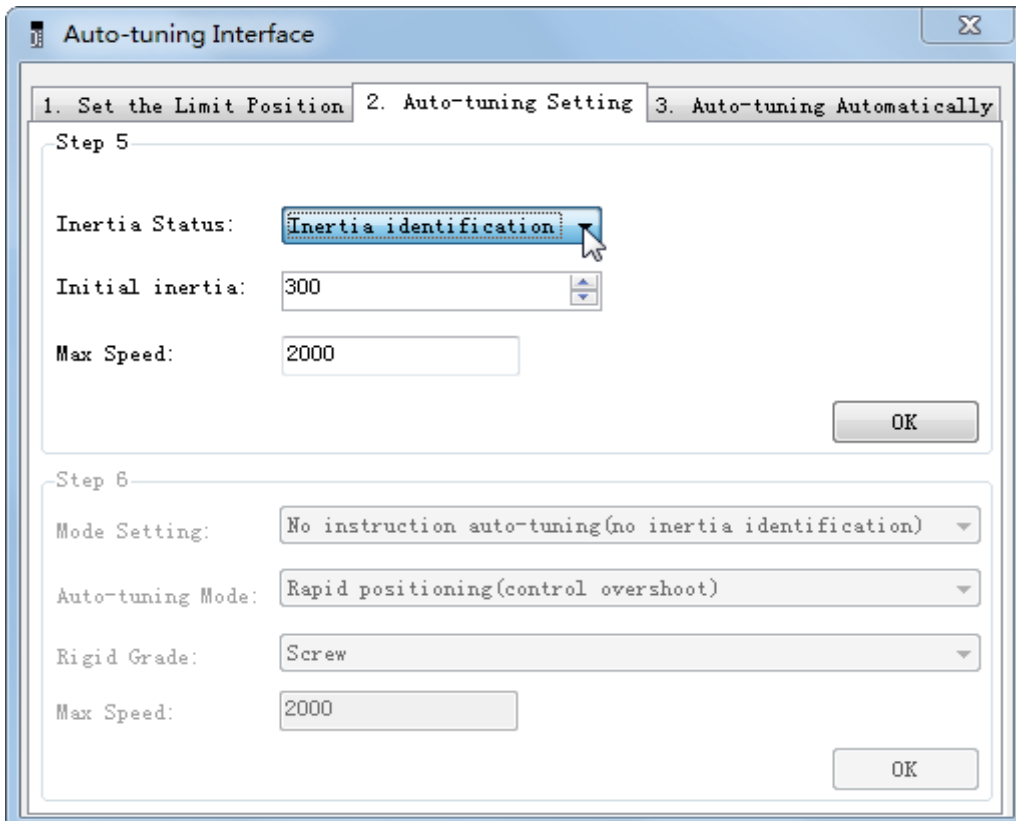 Auto-tuning Interface
1. Set the Limit Position 2. Auto-tuning Setting 3. Auto-tuning Automatically
Step 5
Inertia Status: Inertia identification
Initial inertia: 300
Max Speed: 2000
OK
Step 6
Mode Setting: No instruction auto-tuning(no inertia identification)
Auto-tuning Mode: Rapid positioning(control overshoot)
Rigid Grade: Screw
Max Speed: 2000
OK